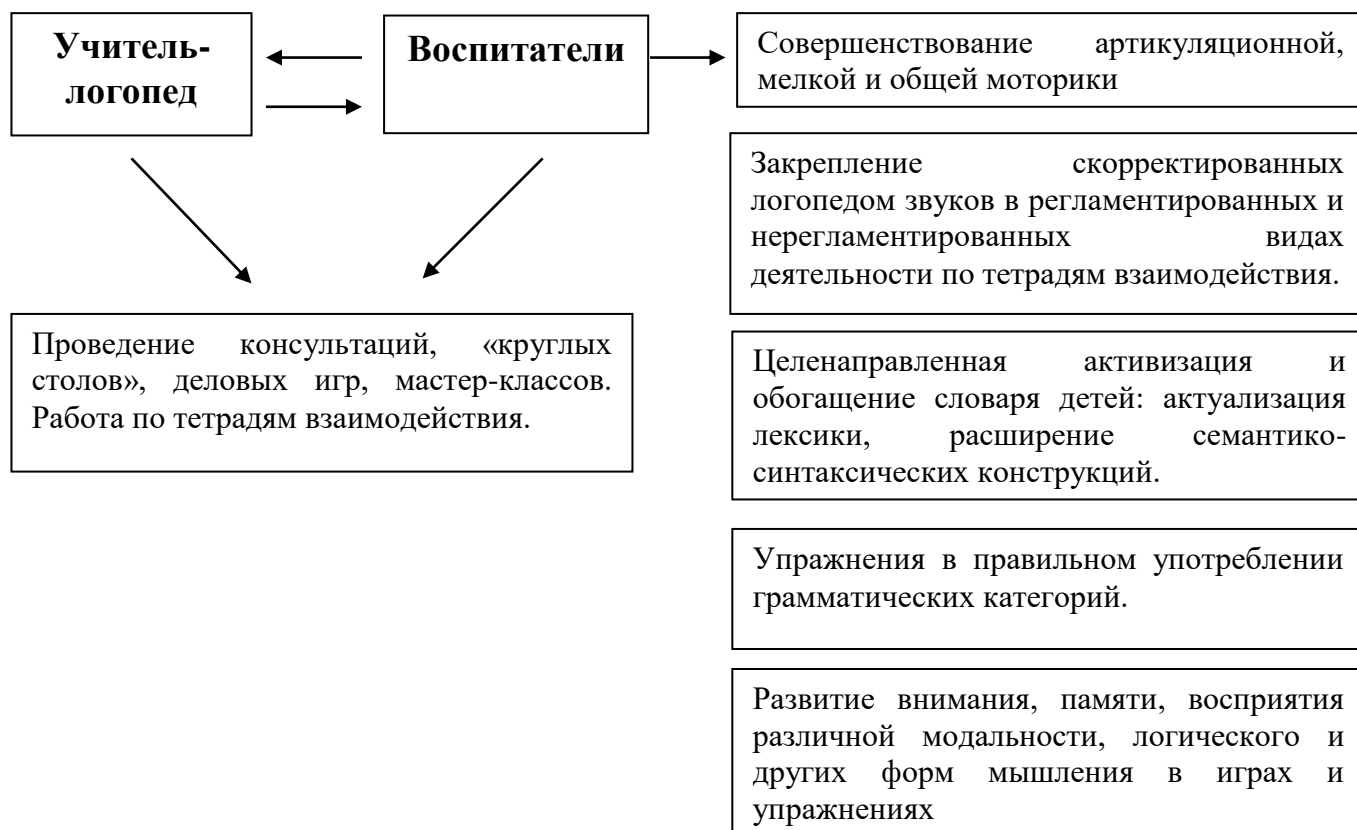 Учитель-
логопед
Воспитатели
Совершенствование артикуляционной,
мелкой и общей моторики
Закрепление скорректированных
логопедом звуков в регламентированных и
нерегламентированных видах
деятельности по тетрадям взаимодействия.
Проведение консультаций, «круглых
столов», деловых игр, мастер-классов.
Работа по тетрадям взаимодействия.
Целенаправленная активизация и
обогащение словаря детей: актуализация
лексики, расширение семантико-
синтаксических конструкций.
Упражнения в правильном употреблении
грамматических категорий.
Развитие внимания, памяти, восприятия
различной модальности, логического и
других форм мышления в играх и
упражнениях